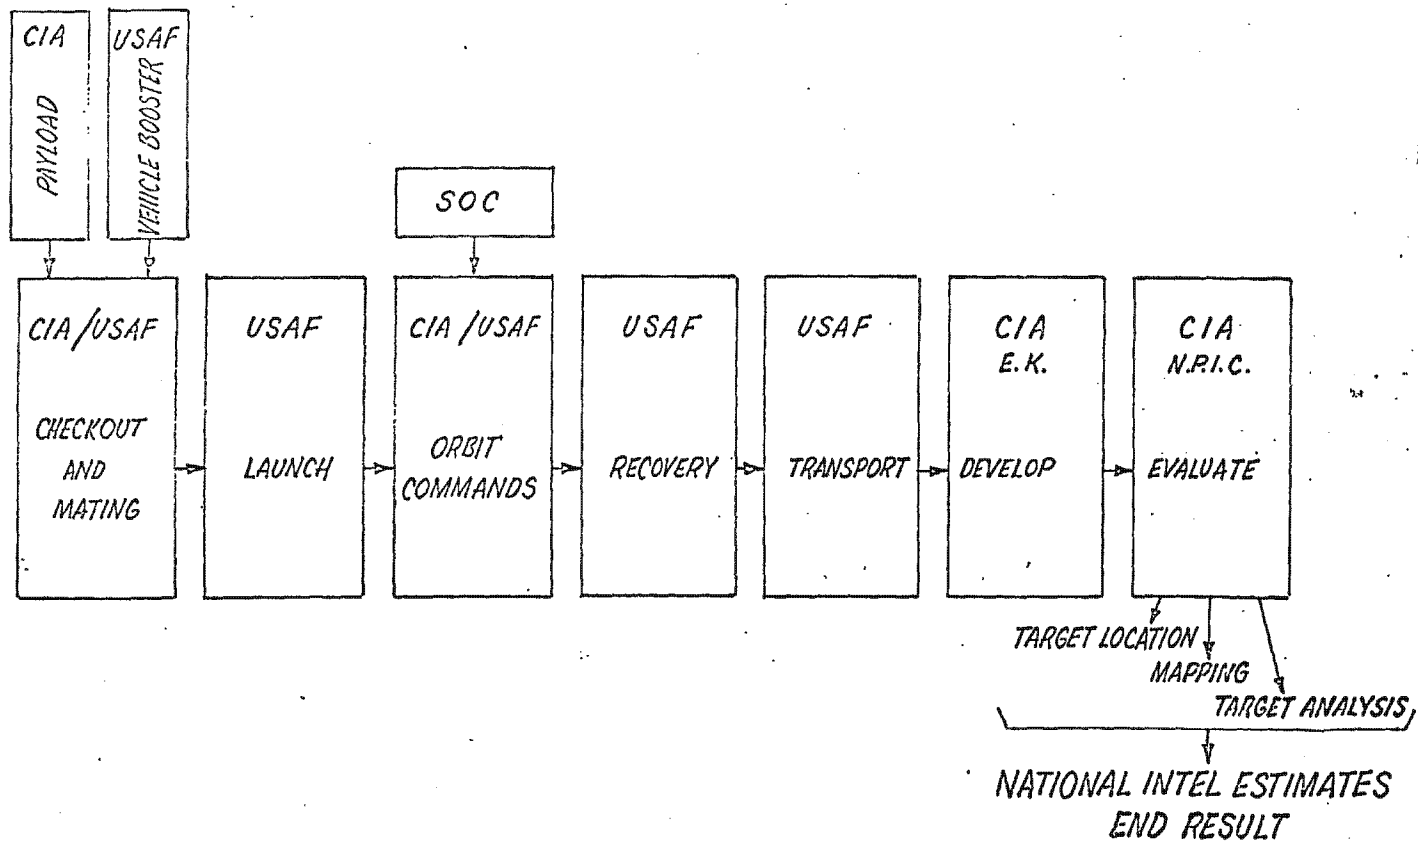 CIA
PAYLOAD
USAF
VEHICLE BOOSTER
SOC
CIA/USAF
CHECKOUT
AND
MATING
USAF
LAUNCH
CIA/USAF
ORBIT
COMMANDS
USAF
RECOVERY
USAF
TRANSPORT
CIA
E.K.
DEVELOP
CIA
N.P.I.C.
EVALUATE
TARGET LOCATION
MAPPING
TARGET ANALYSIS
NATIONAL INTEL ESTIMATES
END RESULT